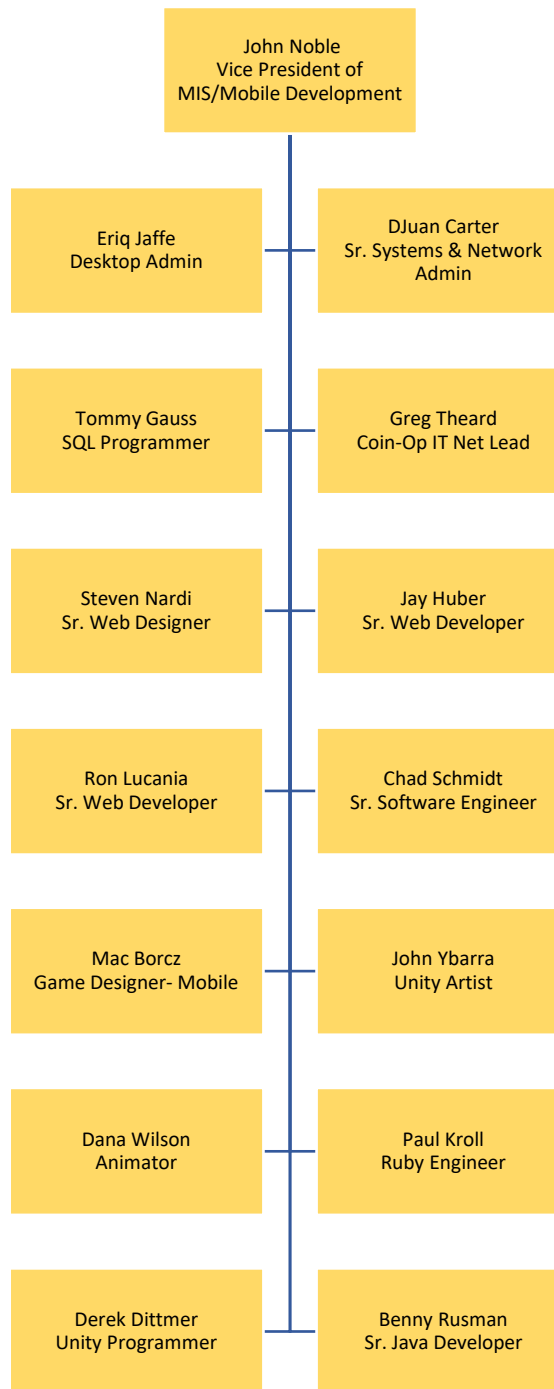 John Noble
Vice President of
MIS/Mobile Development
Eriq Jaffe
Desktop Admin
DJuan Carter
Sr. Systems & Network
Admin
Tommy Gauss
SQL Programmer
Greg Theard
Coin-Op IT Net Lead
Steven Nardi
Sr. Web Designer
Jay Huber
Sr. Web Developer
Ron Lucania
Sr. Web Developer
Chad Schmidt
Sr. Software Engineer
Mac Borcz
Game Designer- Mobile
John Ybarra
Unity Artist
Dana Wilson
Animator
Paul Kroll
Ruby Engineer
Derek Dittmer
Unity Programmer
Benny Rusman
Sr. Java Developer